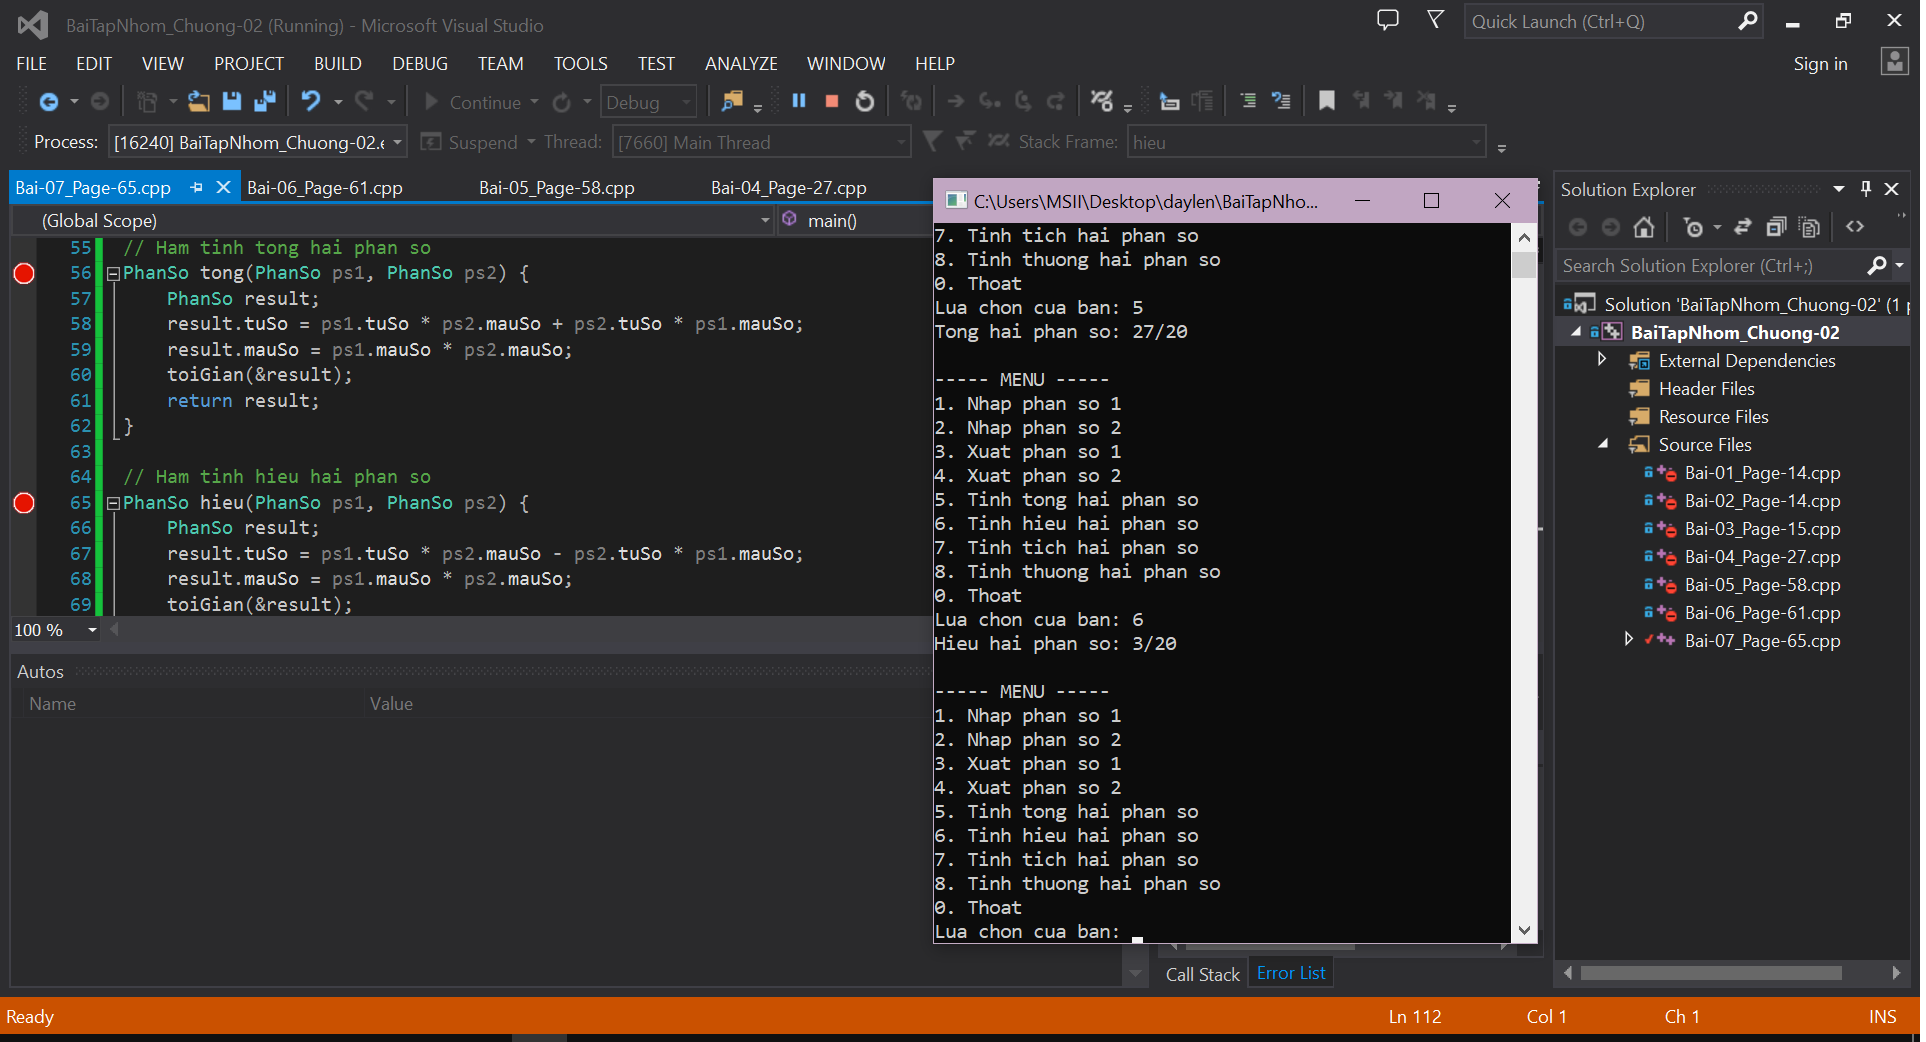 BaiTapNhom_Chuong-02 (Running) - Microsoft Visual Studio
Quick Launch (Ctrl+Q)
FILE EDIT VIEW PROJECT BUILD DEBUG TEAM TOOLS TEST ANALYZE WINDOW HELP
Sign in
Continue
Debug
Process: [16240] BaiTapNhom_Chuong-02.e
Suspend
Thread: [7660] Main Thread
Stack Frame: hieu
Bai-07_Page-65.cpp
Bai-06_Page-61.cpp
Bai-05_Page-58.cpp
Bai-04_Page-27.cpp
(Global Scope)
main()
55 // Ham tinh tong hai phan so
56 PhanSo tong(PhanSo ps1, PhanSo ps2) {
57 PhanSo result;
58 result.tuSo = ps1.tuSo * ps2.mauSo + ps2.tuSo * ps1.mauSo;
59 result.mauSo = ps1.mauSo * ps2.mauSo;
60 toiGian(&result);
61 return result;
62 }
63
64 // Ham tinh hieu hai phan so
65 PhanSo hieu(PhanSo ps1, PhanSo ps2) {
66 PhanSo result;
67 result.tuSo = ps1.tuSo * ps2.mauSo - ps2.tuSo * ps1.mauSo;
68 result.mauSo = ps1.mauSo * ps2.mauSo;
69 toiGian(&result);
100 %
Autos
Name Value
C:\Users\MSII\Desktop\daylen\BaiTapNho...
7. Tinh tich hai phan so
8. Tinh thuong hai phan so
0. Thoat
Lua chon cua ban: 5
Tong hai phan so: 27/20
----- MENU -----
1. Nhap phan so 1
2. Nhap phan so 2
3. Xuat phan so 1
4. Xuat phan so 2
5. Tinh tong hai phan so
6. Tinh hieu hai phan so
7. Tinh tich hai phan so
8. Tinh thuong hai phan so
0. Thoat
Lua chon cua ban: 6
Hieu hai phan so: 3/20
----- MENU -----
1. Nhap phan so 1
2. Nhap phan so 2
3. Xuat phan so 1
4. Xuat phan so 2
5. Tinh tong hai phan so
6. Tinh hieu hai phan so
7. Tinh tich hai phan so
8. Tinh thuong hai phan so
0. Thoat
Lua chon cua ban:
Call Stack
Error List
Solution Explorer
Search Solution Explorer (Ctrl+;)
Solution 'BaiTapNhom_Chuong-02' (1 p
BaiTapNhom_Chuong-02
External Dependencies
Header Files
Resource Files
Source Files
Bai-01_Page-14.cpp
Bai-02_Page-14.cpp
Bai-03_Page-15.cpp
Bai-04_Page-27.cpp
Bai-05_Page-58.cpp
Bai-06_Page-61.cpp
Bai-07_Page-65.cpp
Ready
Ln 112
Col 1
Ch 1
INS